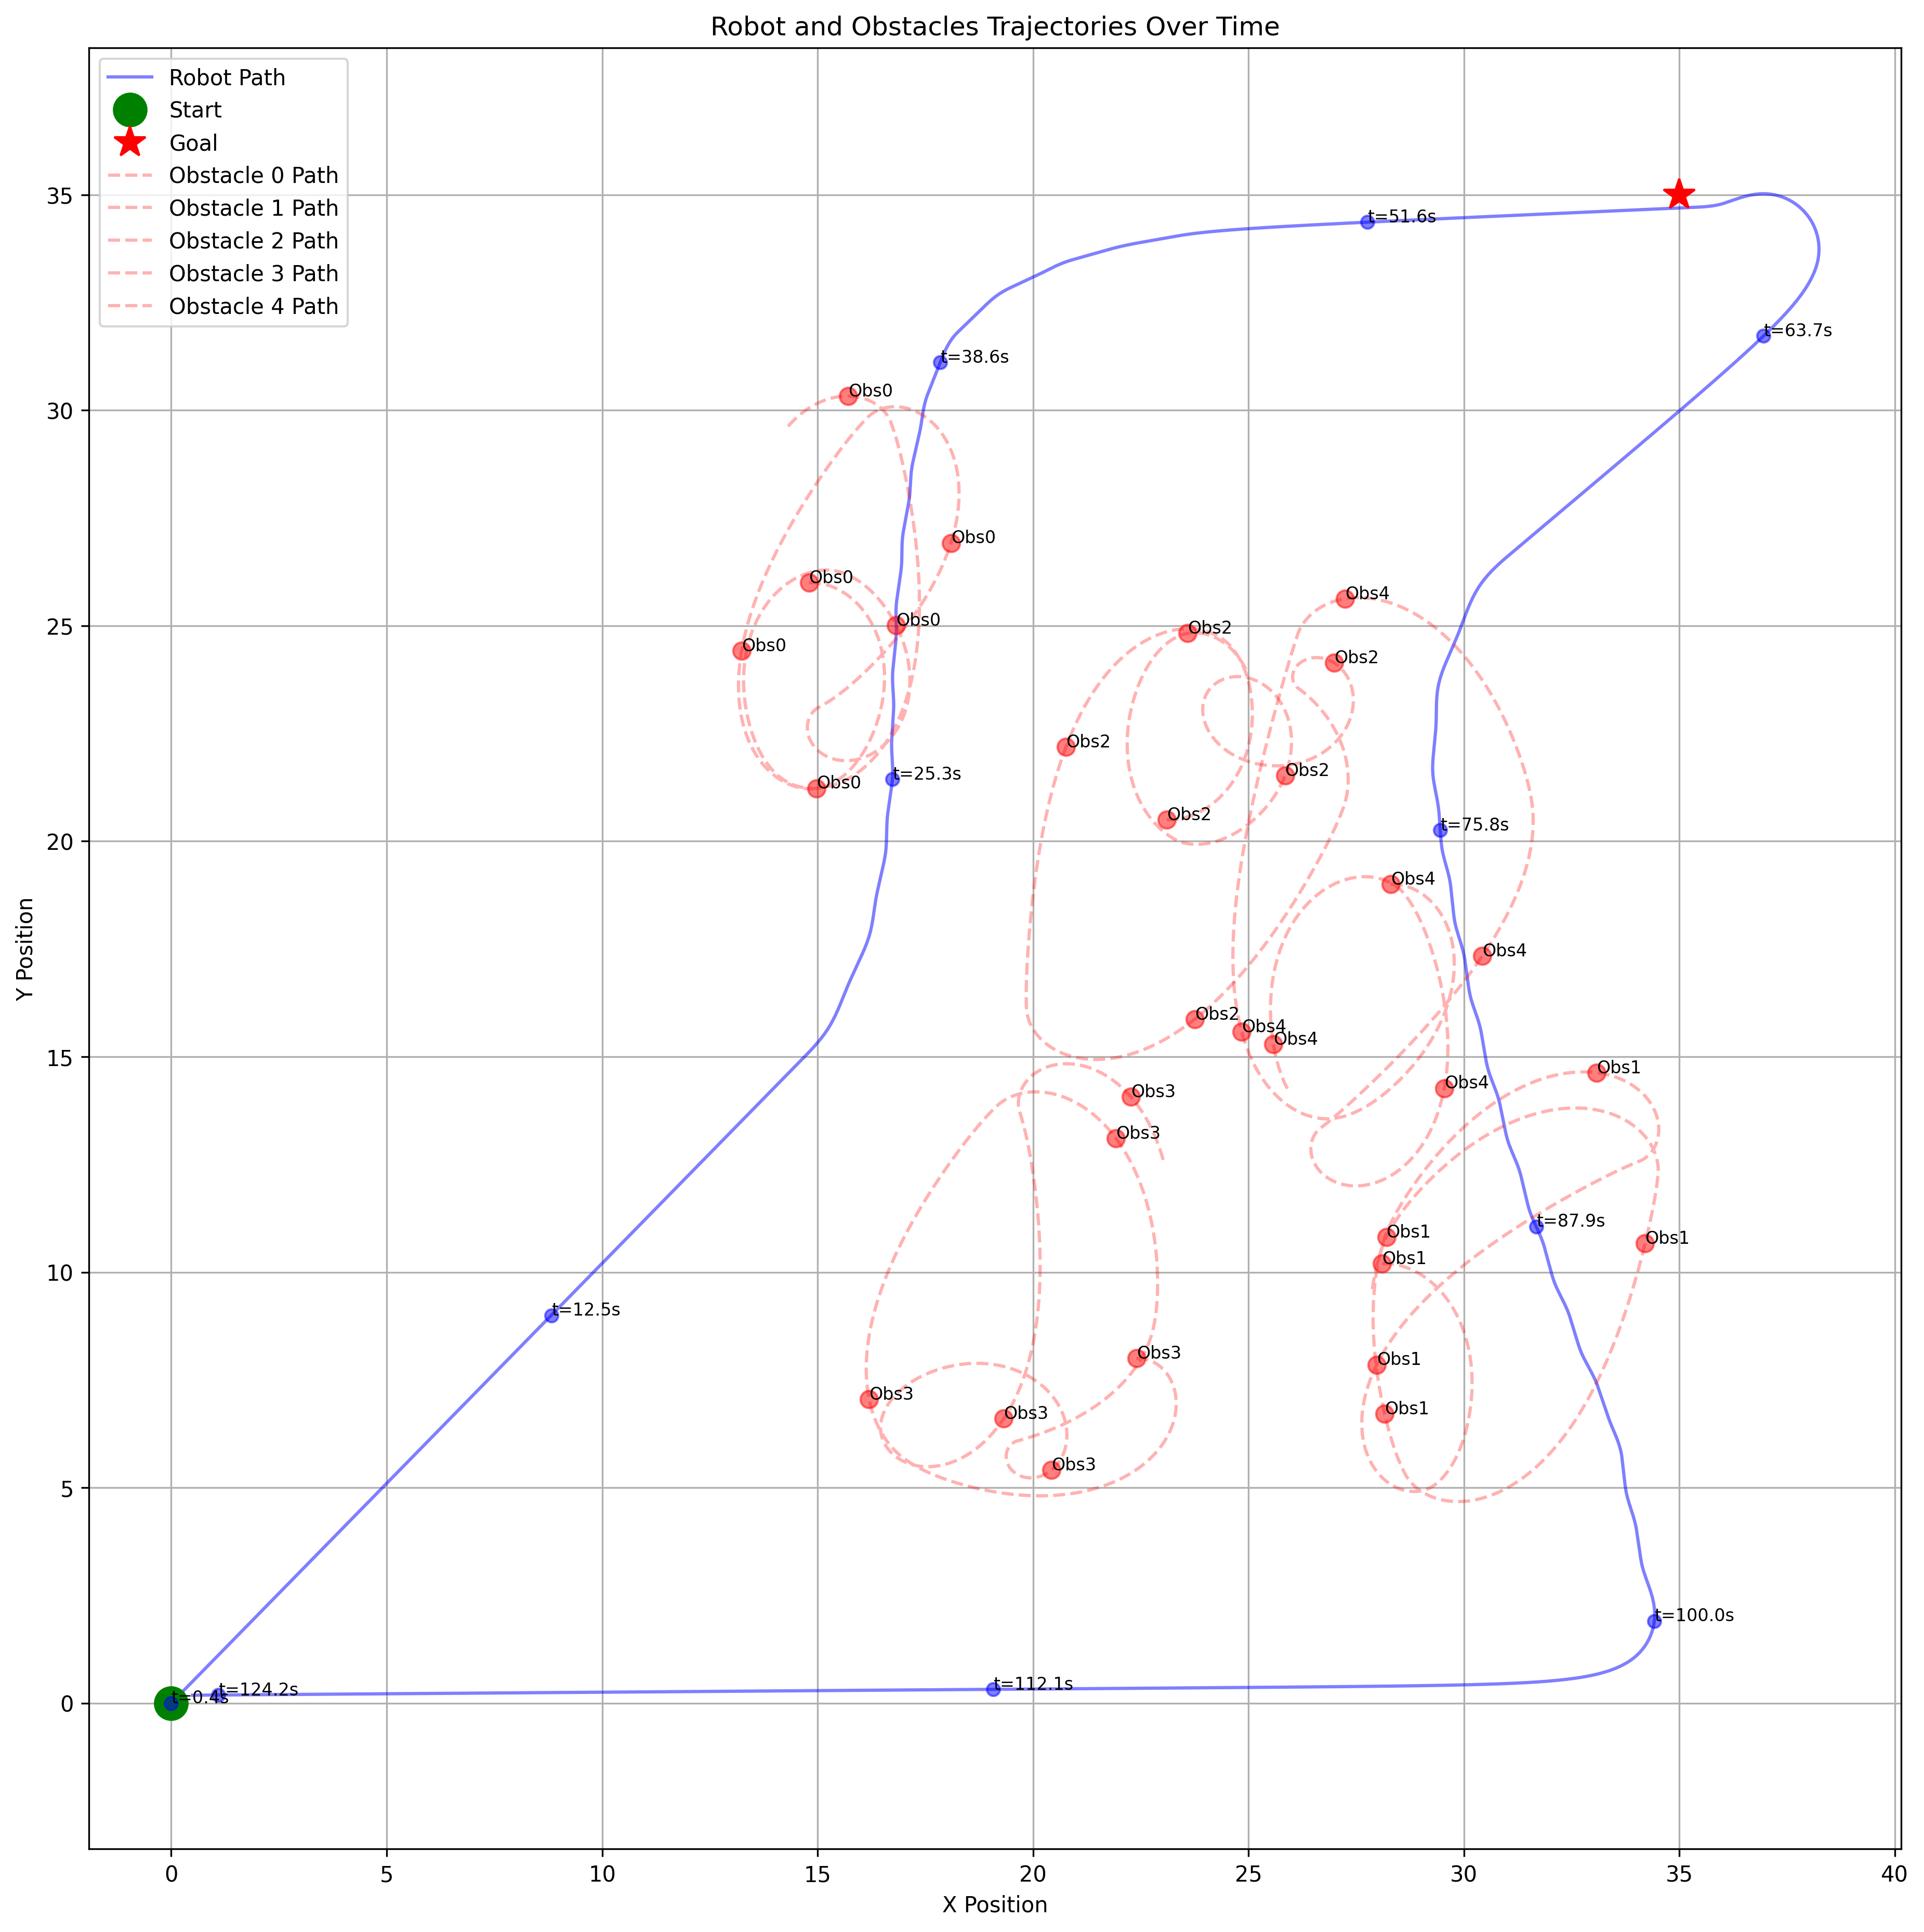 Robot and Obstacles Trajectories Over Time
Robot Path
Start
Goal
Obstacle 0 Path
Obstacle 1 Path
Obstacle 2 Path
Obstacle 3 Path
Obstacle 4 Path
35
30
25
20
15
10
5
0
Y Position
t=51.6s
t=63.7s
t=38.6s
Obs0
Obs0
Obs0
Obs0
Obs0
Obs0
t=25.3s
Obs4
Obs2
Obs2
Obs2
Obs2
Obs2
t=75.8s
Obs4
Obs4
Obs2
Obs4
Obs4
Obs4
Obs1
Obs3
Obs3
Obs1
Obs1
Obs1
t=87.9s
t=12.5s
Obs3
Obs1
Obs1
Obs3
Obs3
Obs3
t=100.0s
t=112.1s
t=124.2s
t=0.4s
0
5
10
15
20
25
30
35
40
X Position